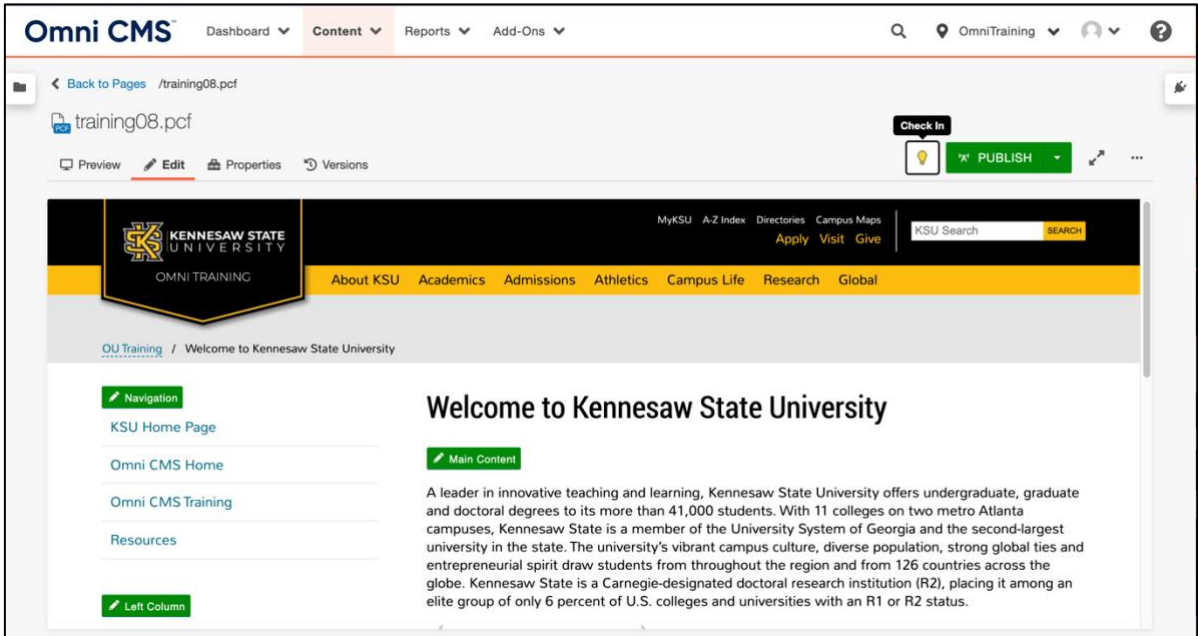 Omni CMS™ Dashboard Content Reports Add-Ons OmniTraining
Back to Pages /training08.pcf
PCF training08.pcf
Check In
Preview Edit Properties Versions PUBLISH
KENNESAW STATE
UNIVERSITY
OMNI TRAINING
MyKSU A-Z Index Directories Campus Maps
Apply Visit Give
KSU Search SEARCH
About KSU Academics Admissions Athletics Campus Life Research Global
OU Training / Welcome to Kennesaw State University
Navigation
KSU Home Page
Omni CMS Home
Omni CMS Training
Resources
Left Column
Welcome to Kennesaw State University
Main Content
A leader in innovative teaching and learning, Kennesaw State University offers undergraduate, graduate
and doctoral degrees to its more than 41,000 students. With 11 colleges on two metro Atlanta
campuses, Kennesaw State is a member of the University System of Georgia and the second-largest
university in the state. The university's vibrant campus culture, diverse population, strong global ties and
entrepreneurial spirit draw students from throughout the region and from 126 countries across the
globe. Kennesaw State is a Carnegie-designated doctoral research institution (R2), placing it among an
elite group of only 6 percent of U.S. colleges and universities with an R1 or R2 status.